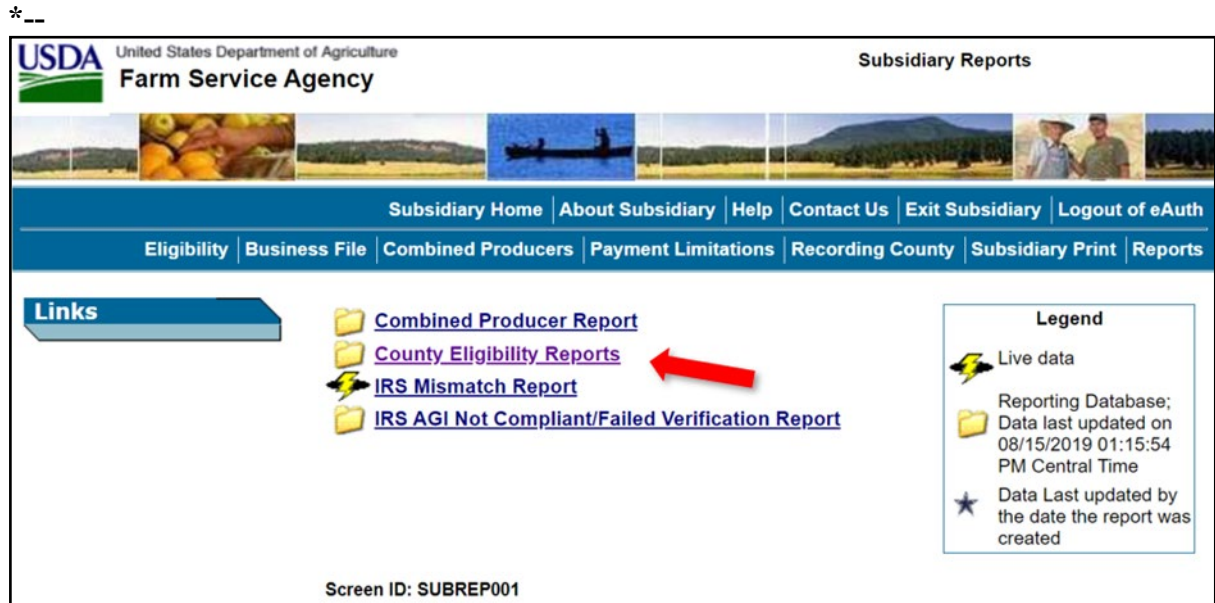 *--
USDA
United States Department of Agriculture
Farm Service Agency
Subsidiary Reports
Subsidiary Home | About Subsidiary | Help | Contact Us | Exit Subsidiary | Logout of eAuth
Eligibility | Business File | Combined Producers | Payment Limitations | Recording County | Subsidiary Print | Reports
Links
Combined Producer Report
County Eligibility Reports
IRS Mismatch Report
IRS AGI Not Compliant/Failed Verification Report
Legend
Live data
Reporting Database;
Data last updated on
08/15/2019 01:15:54
PM Central Time
Data Last updated by
the date the report was
created
Screen ID: SUBREP001